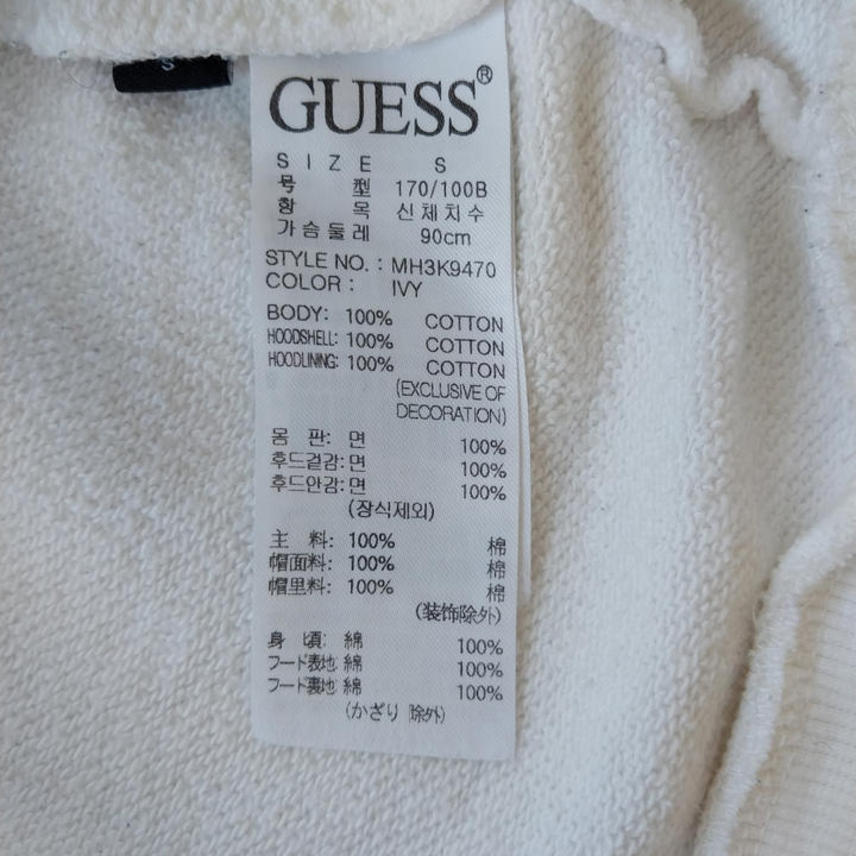 S
GUESS®
SIZE S
号 型 170/100B
항 목 신체치수
가슴둘레 90cm
STYLE NO. : MH3K9470
COLOR : IVY
BODY: 100% COTTON
HOODSHELL: 100% COTTON
HOODLINING: 100% COTTON
(EXCLUSIVE OF
DECORATION)
몸 판: 면 100%
후드겉감: 면 100%
후드안감: 면 100%
(장식제외)
主 料: 100% 棉
帽面料: 100% 棉
帽里料: 100% 棉
(装饰除外)
身 頃: 綿 100%
フード表地: 綿 100%
フード裏地: 綿 100%
(かざり 除外)